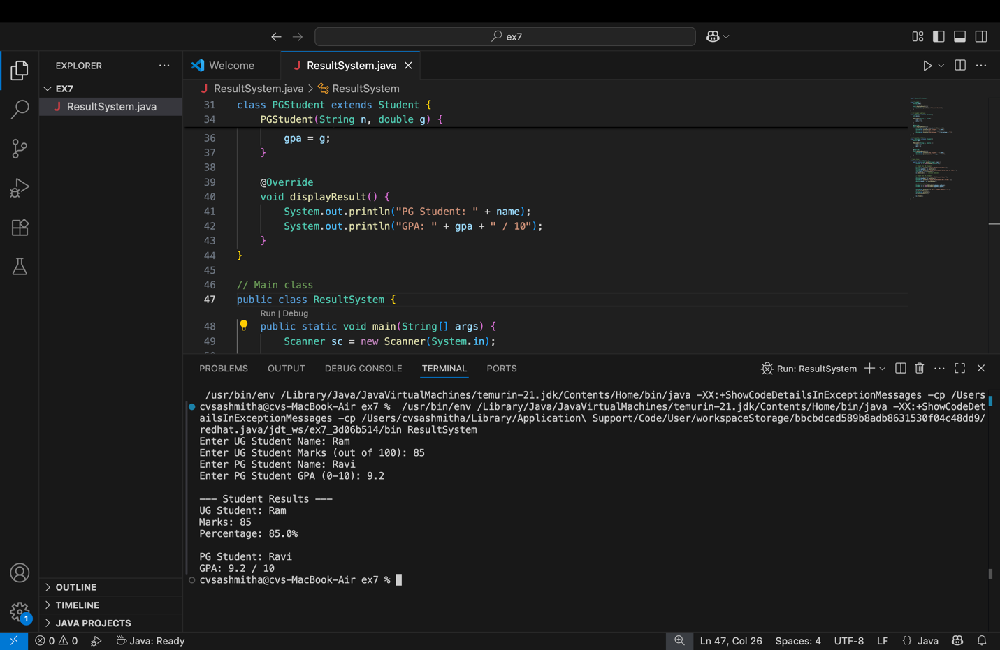 ex7
EXPLORER
EX7
ResultSystem.java
OUTLINE
TIMELINE
JAVA PROJECTS
1
Welcome
ResultSystem.java
ResultSystem.java > ResultSystem
31 class PGStudent extends Student {
34 PGStudent(String n, double g) {
36 gpa = g;
37 }
38
39 @Override
40 void displayResult() {
41 System.out.println("PG Student: " + name);
42 System.out.println("GPA: " + gpa + " / 10");
43 }
44 }
45
46 // Main class
47 public class ResultSystem {
Run | Debug
48 public static void main(String[] args) {
49 Scanner sc = new Scanner(System.in);
PROBLEMS OUTPUT DEBUG CONSOLE TERMINAL PORTS
Run: ResultSystem
/usr/bin/env /Library/Java/JavaVirtualMachines/temurin-21.jdk/Contents/Home/bin/java -XX:+ShowCodeDetailsInExceptionMessages -cp /Users
cvsashmitha@cvs-MacBook-Air ex7 %  /usr/bin/env /Library/Java/JavaVirtualMachines/temurin-21.jdk/Contents/Home/bin/java -XX:+ShowCodeDet
ailsInExceptionMessages -cp /Users/cvsashmitha/Library/Application\ Support/Code/User/workspaceStorage/bbcbdcad589b8adb8631530f04c48dd9/
redhat.java/jdt_ws/ex7_3d06b514/bin ResultSystem
Enter UG Student Name: Ram
Enter UG Student Marks (out of 100): 85
Enter PG Student Name: Ravi
Enter PG Student GPA (0-10): 9.2
--- Student Results ---
UG Student: Ram
Marks: 85
Percentage: 85.0%
PG Student: Ravi
GPA: 9.2 / 10
cvsashmitha@cvs-MacBook-Air ex7 %
0 0 Java: Ready Ln 47, Col 26 Spaces: 4 UTF-8 LF {} Java